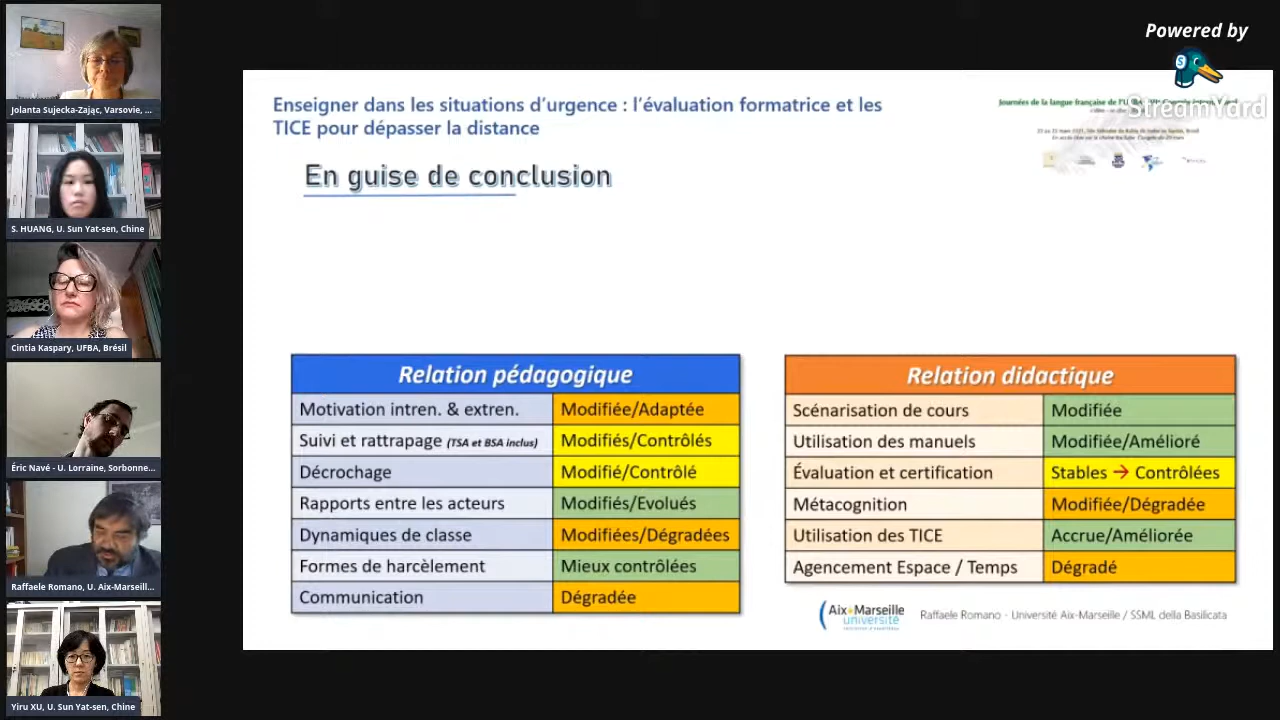 Powered by
StreamYard
Jolanta Sujecka-Zając, Varsovie, ...
S. HUANG, U. Sun Yat-sen, Chine
Cintia Kaspary, UFBA, Brésil
Éric Navé - U. Lorraine, Sorbonne...
Raffaele Romano, U. Aix-Marseill...
Yiru XU, U. Sun Yat-sen, Chine
Enseigner dans les situations d'urgence : l'évaluation formatrice et les
TICE pour dépasser la distance
Journées de la langue française de l'U
En guise de conclusion
Relation pédagogique
Motivation intren. & extren. Modifiée/Adaptée
Suivi et rattrapage (TSA et BSA inclus) Modifiés/Contrôlés
Décrochage Modifié/Contrôlé
Rapports entre les acteurs Modifiés/Evolués
Dynamiques de classe Modifiées/Dégradées
Formes de harcèlement Mieux contrôlées
Communication Dégradée
Relation didactique
Scénarisation de cours Modifiée
Utilisation des manuels Modifiée/Amélioré
Évaluation et certification Stables → Contrôlées
Métacognition Modifiée/Dégradée
Utilisation des TICE Accrue/Améliorée
Agencement Espace / Temps Dégradé
Aix Marseille
université
Raffaele Romano - Université Aix-Marseille / SSML della Basilicata